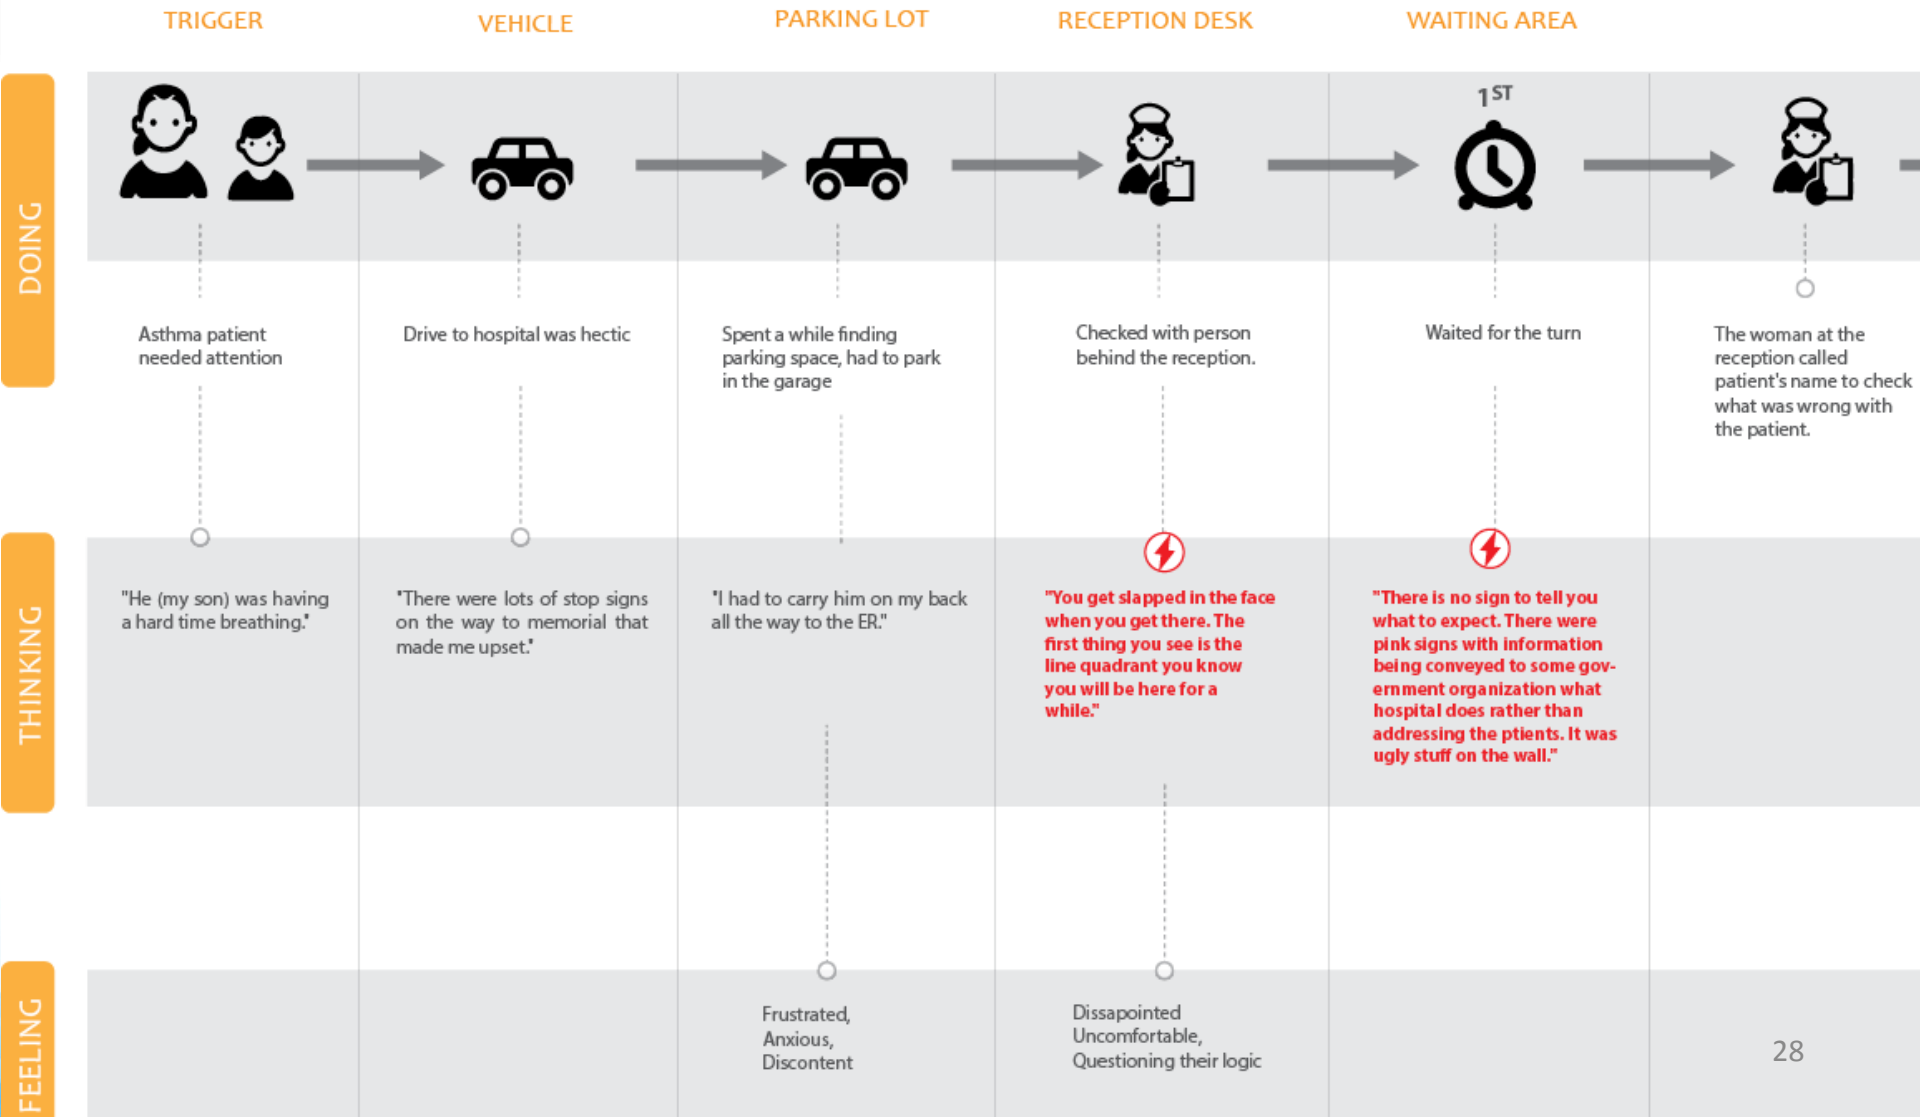 TRIGGER
VEHICLE
PARKING LOT
RECEPTION DESK
WAITING AREA
DOING
1ST
Asthma patient
needed attention
Drive to hospital was hectic
Spent a while finding
parking space, had to park
in the garage
Checked with person
behind the reception.
Waited for the turn
The woman at the
reception called
patient's name to check
what was wrong with
the patient.
THINKING
"He (my son) was having
a hard time breathing."
"There were lots of stop signs
on the way to memorial that
made me upset."
"I had to carry him on my back
all the way to the ER."
"You get slapped in the face
when you get there. The
first thing you see is the
line quadrant you know
you will be here for a
while."
"There is no sign to tell you
what to expect. There were
pink signs with information
being conveyed to some gov-
ernment organization what
hospital does rather than
addressing the ptients. It was
ugly stuff on the wall."
FEELING
Frustrated,
Anxious,
Discontent
Dissapointed
Uncomfortable,
Questioning their logic
28